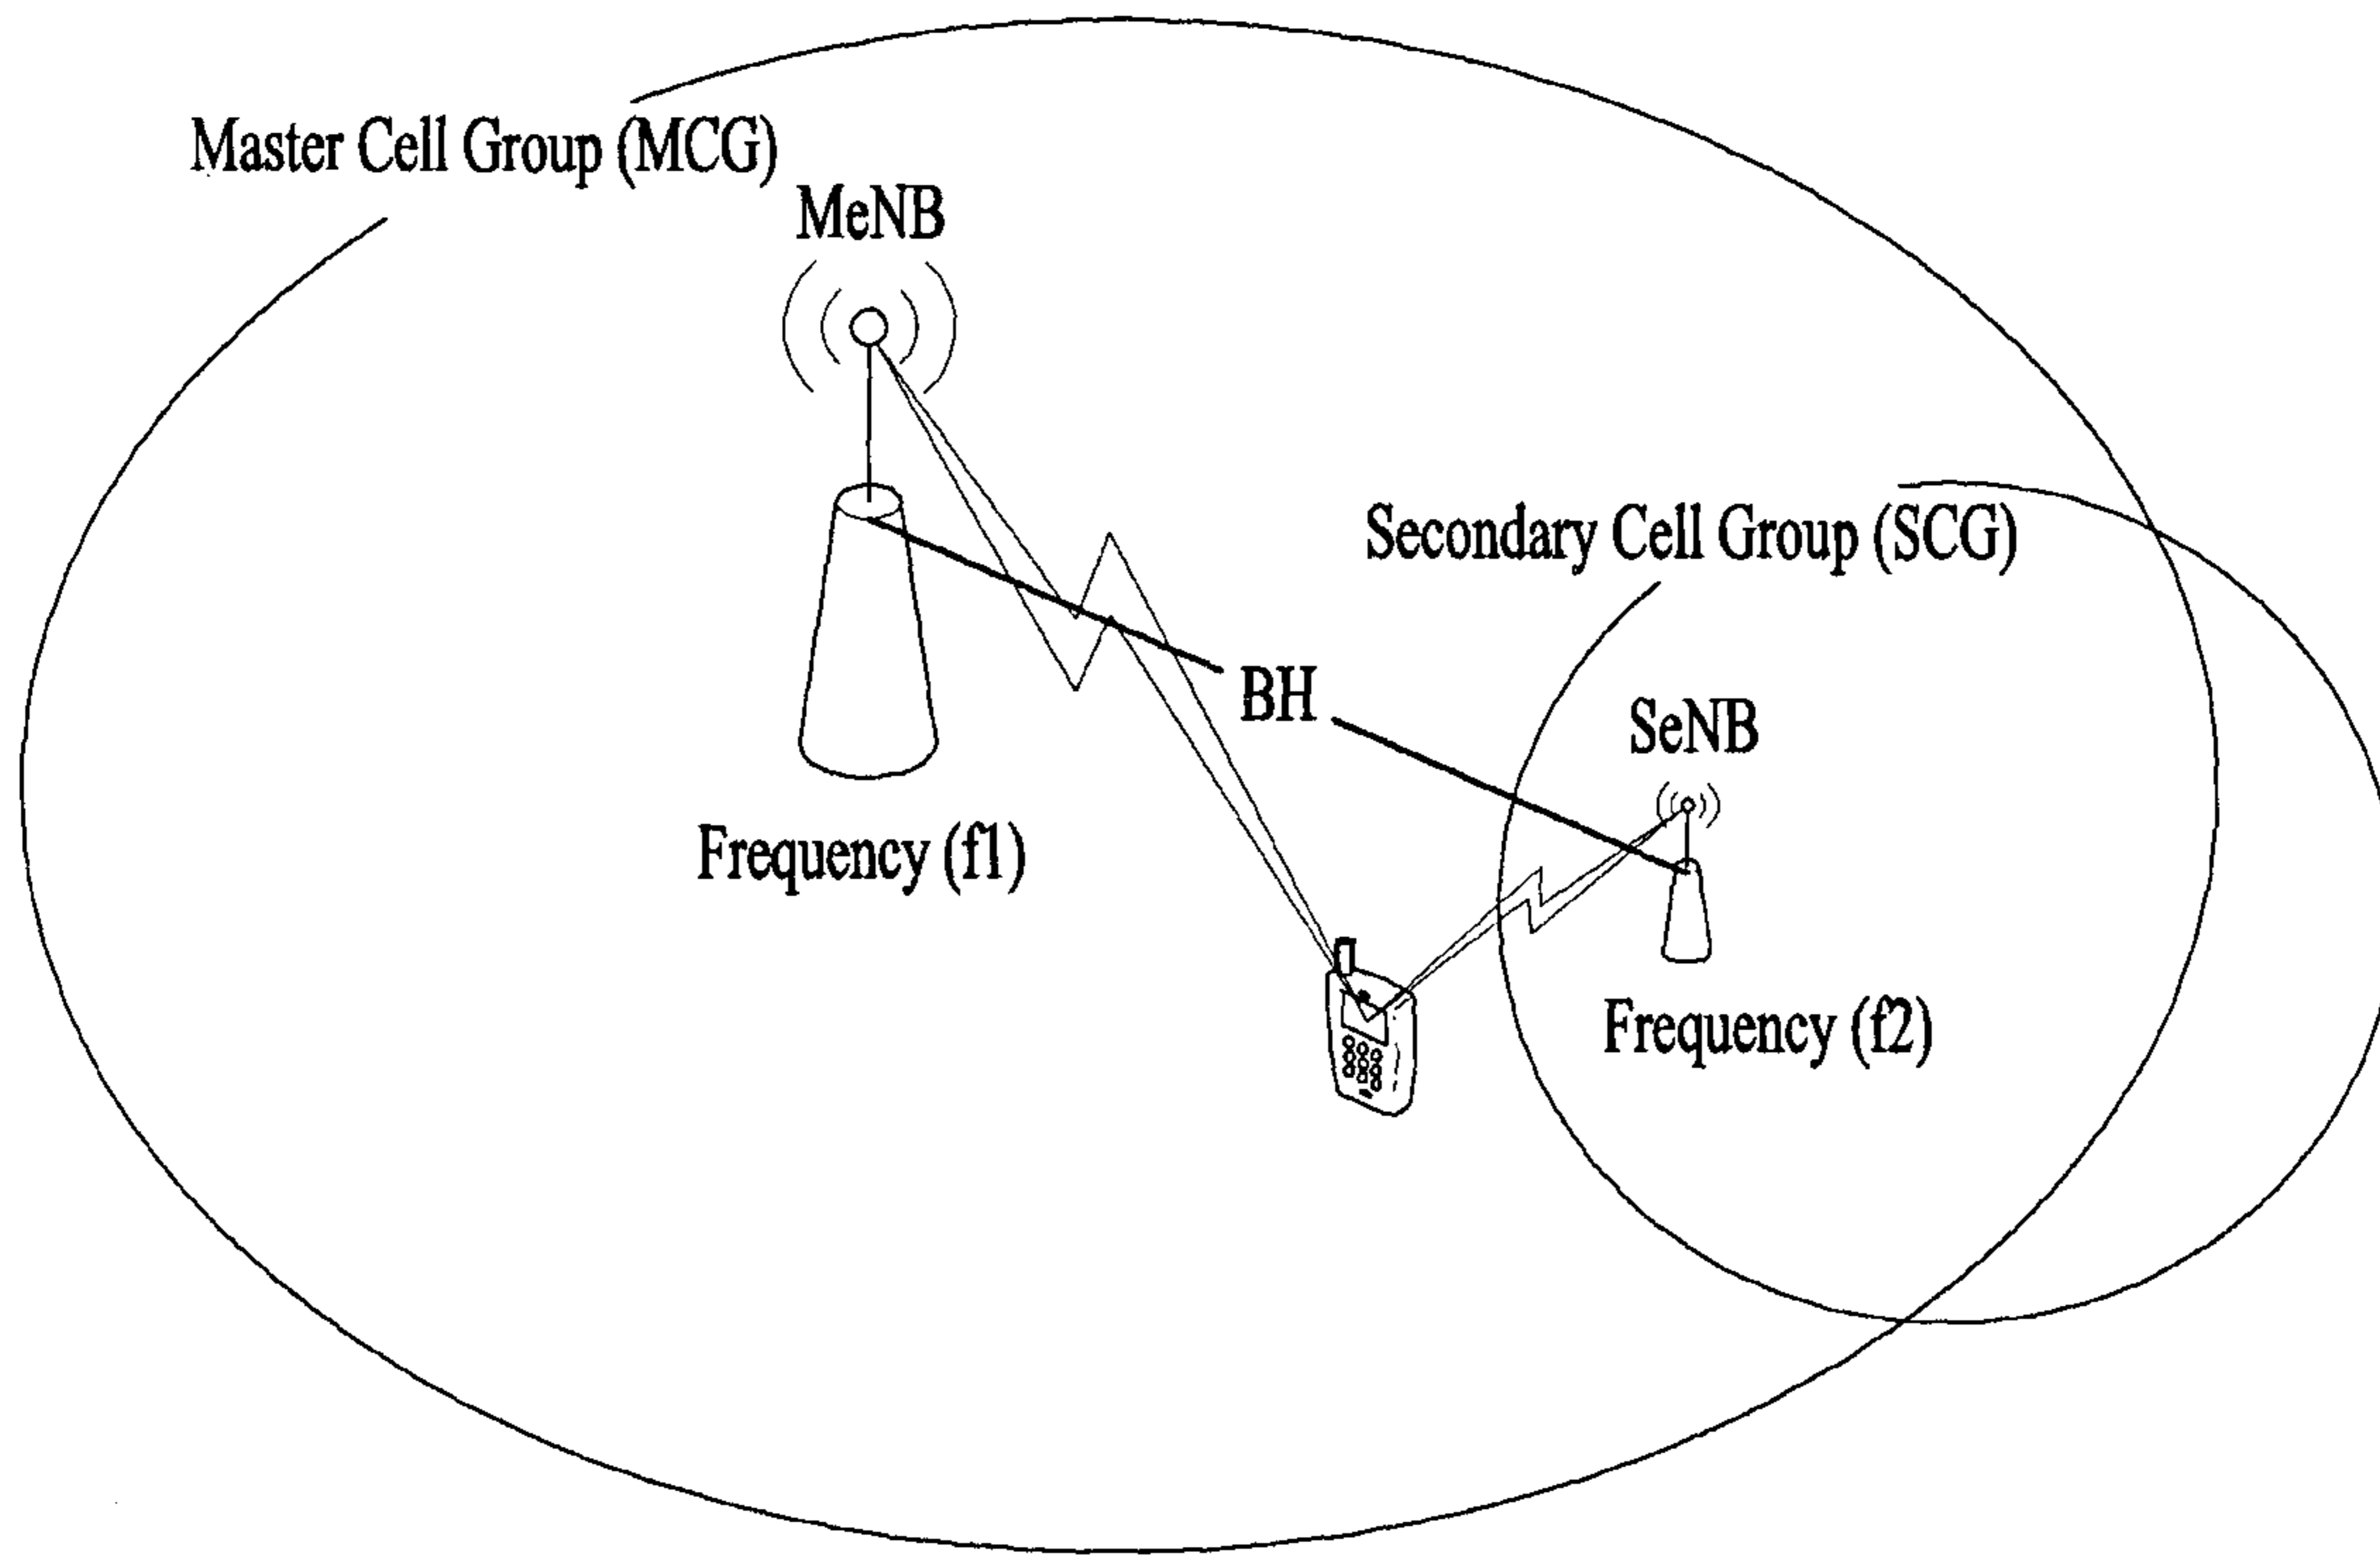 Master Cell Group (MCG)
MeNB
Secondary Cell Group (SCG)
BH
SeNB
Frequency (f1)
Frequency (f2)